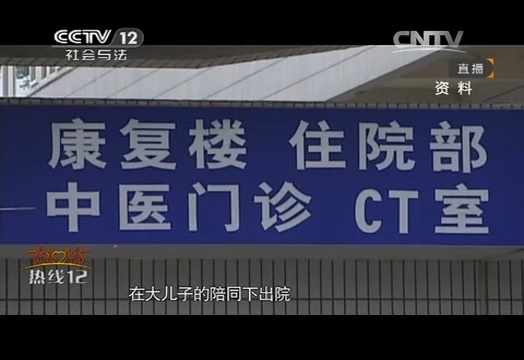 CCTV 12
社会与法
CNTV
直播
资料
康复楼 住院部
中医门诊 CT室
热线12
在大儿子的陪同下出院